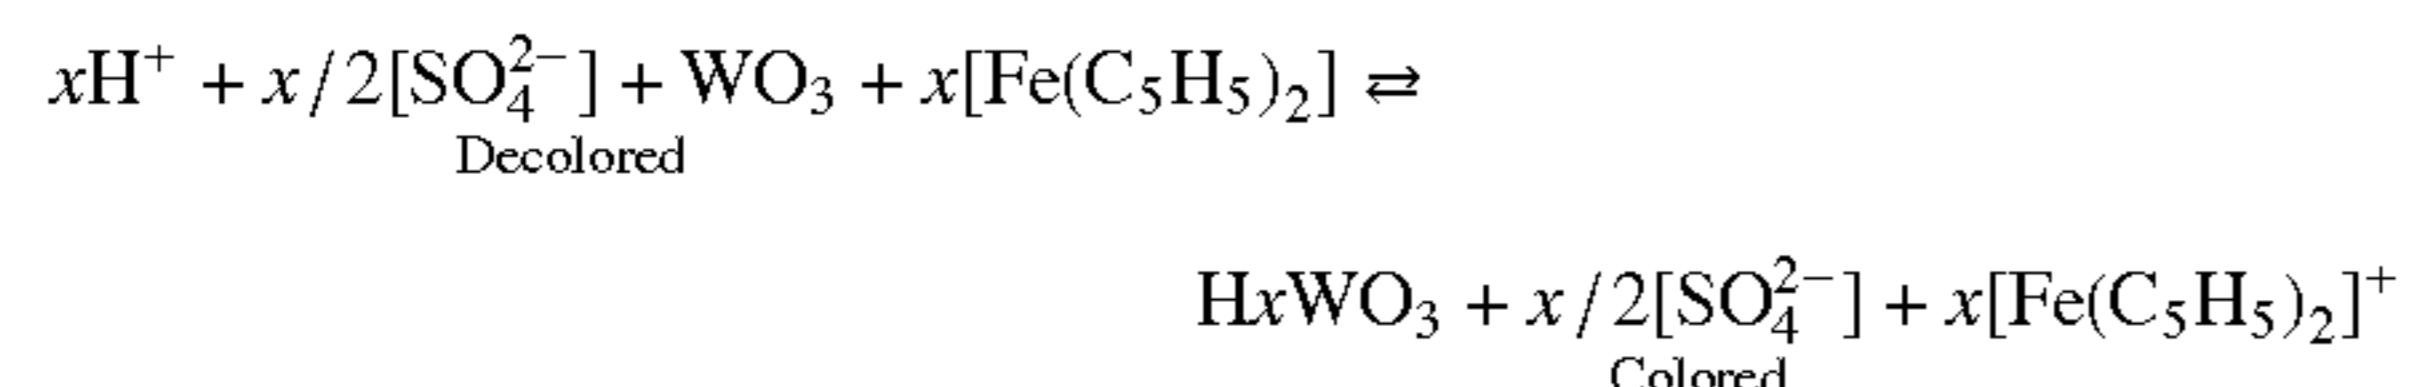 xH⁺ + x/2[SO₄²⁻] + WO₃ + x[Fe(C₅H₅)₂] ⇄
Decolored
HxWO₃ + x/2[SO₄²⁻] + x[Fe(C₅H₅)₂]⁺
Colored